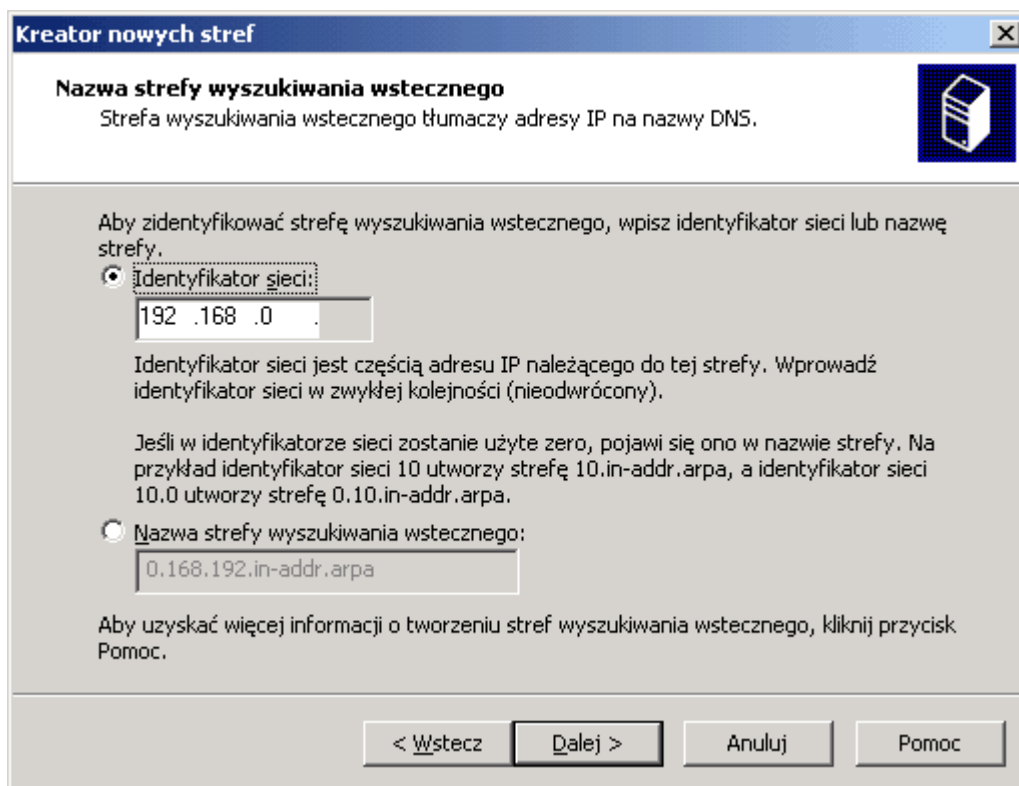 Kreator nowych stref
Nazwa strefy wyszukiwania wstecznego
Strefa wyszukiwania wstecznego tłumaczy adresy IP na nazwy DNS.
Aby zidentyfikować strefę wyszukiwania wstecznego, wpisz identyfikator sieci lub nazwę
strefy.
Identyfikator sieci:
192 .168 .0 .
Identyfikator sieci jest częścią adresu IP należącego do tej strefy. Wprowadź
identyfikator sieci w zwykłej kolejności (nieodwrócony).
Jeśli w identyfikatorze sieci zostanie użyte zero, pojawi się ono w nazwie strefy. Na
przykład identyfikator sieci 10 utworzy strefę 10.in-addr.arpa, a identyfikator sieci
10.0 utworzy strefę 0.10.in-addr.arpa.
Nazwa strefy wyszukiwania wstecznego:
0.168.192.in-addr.arpa
Aby uzyskać więcej informacji o tworzeniu stref wyszukiwania wstecznego, kliknij przycisk
Pomoc.
< Wstecz Dalej > Anuluj Pomoc